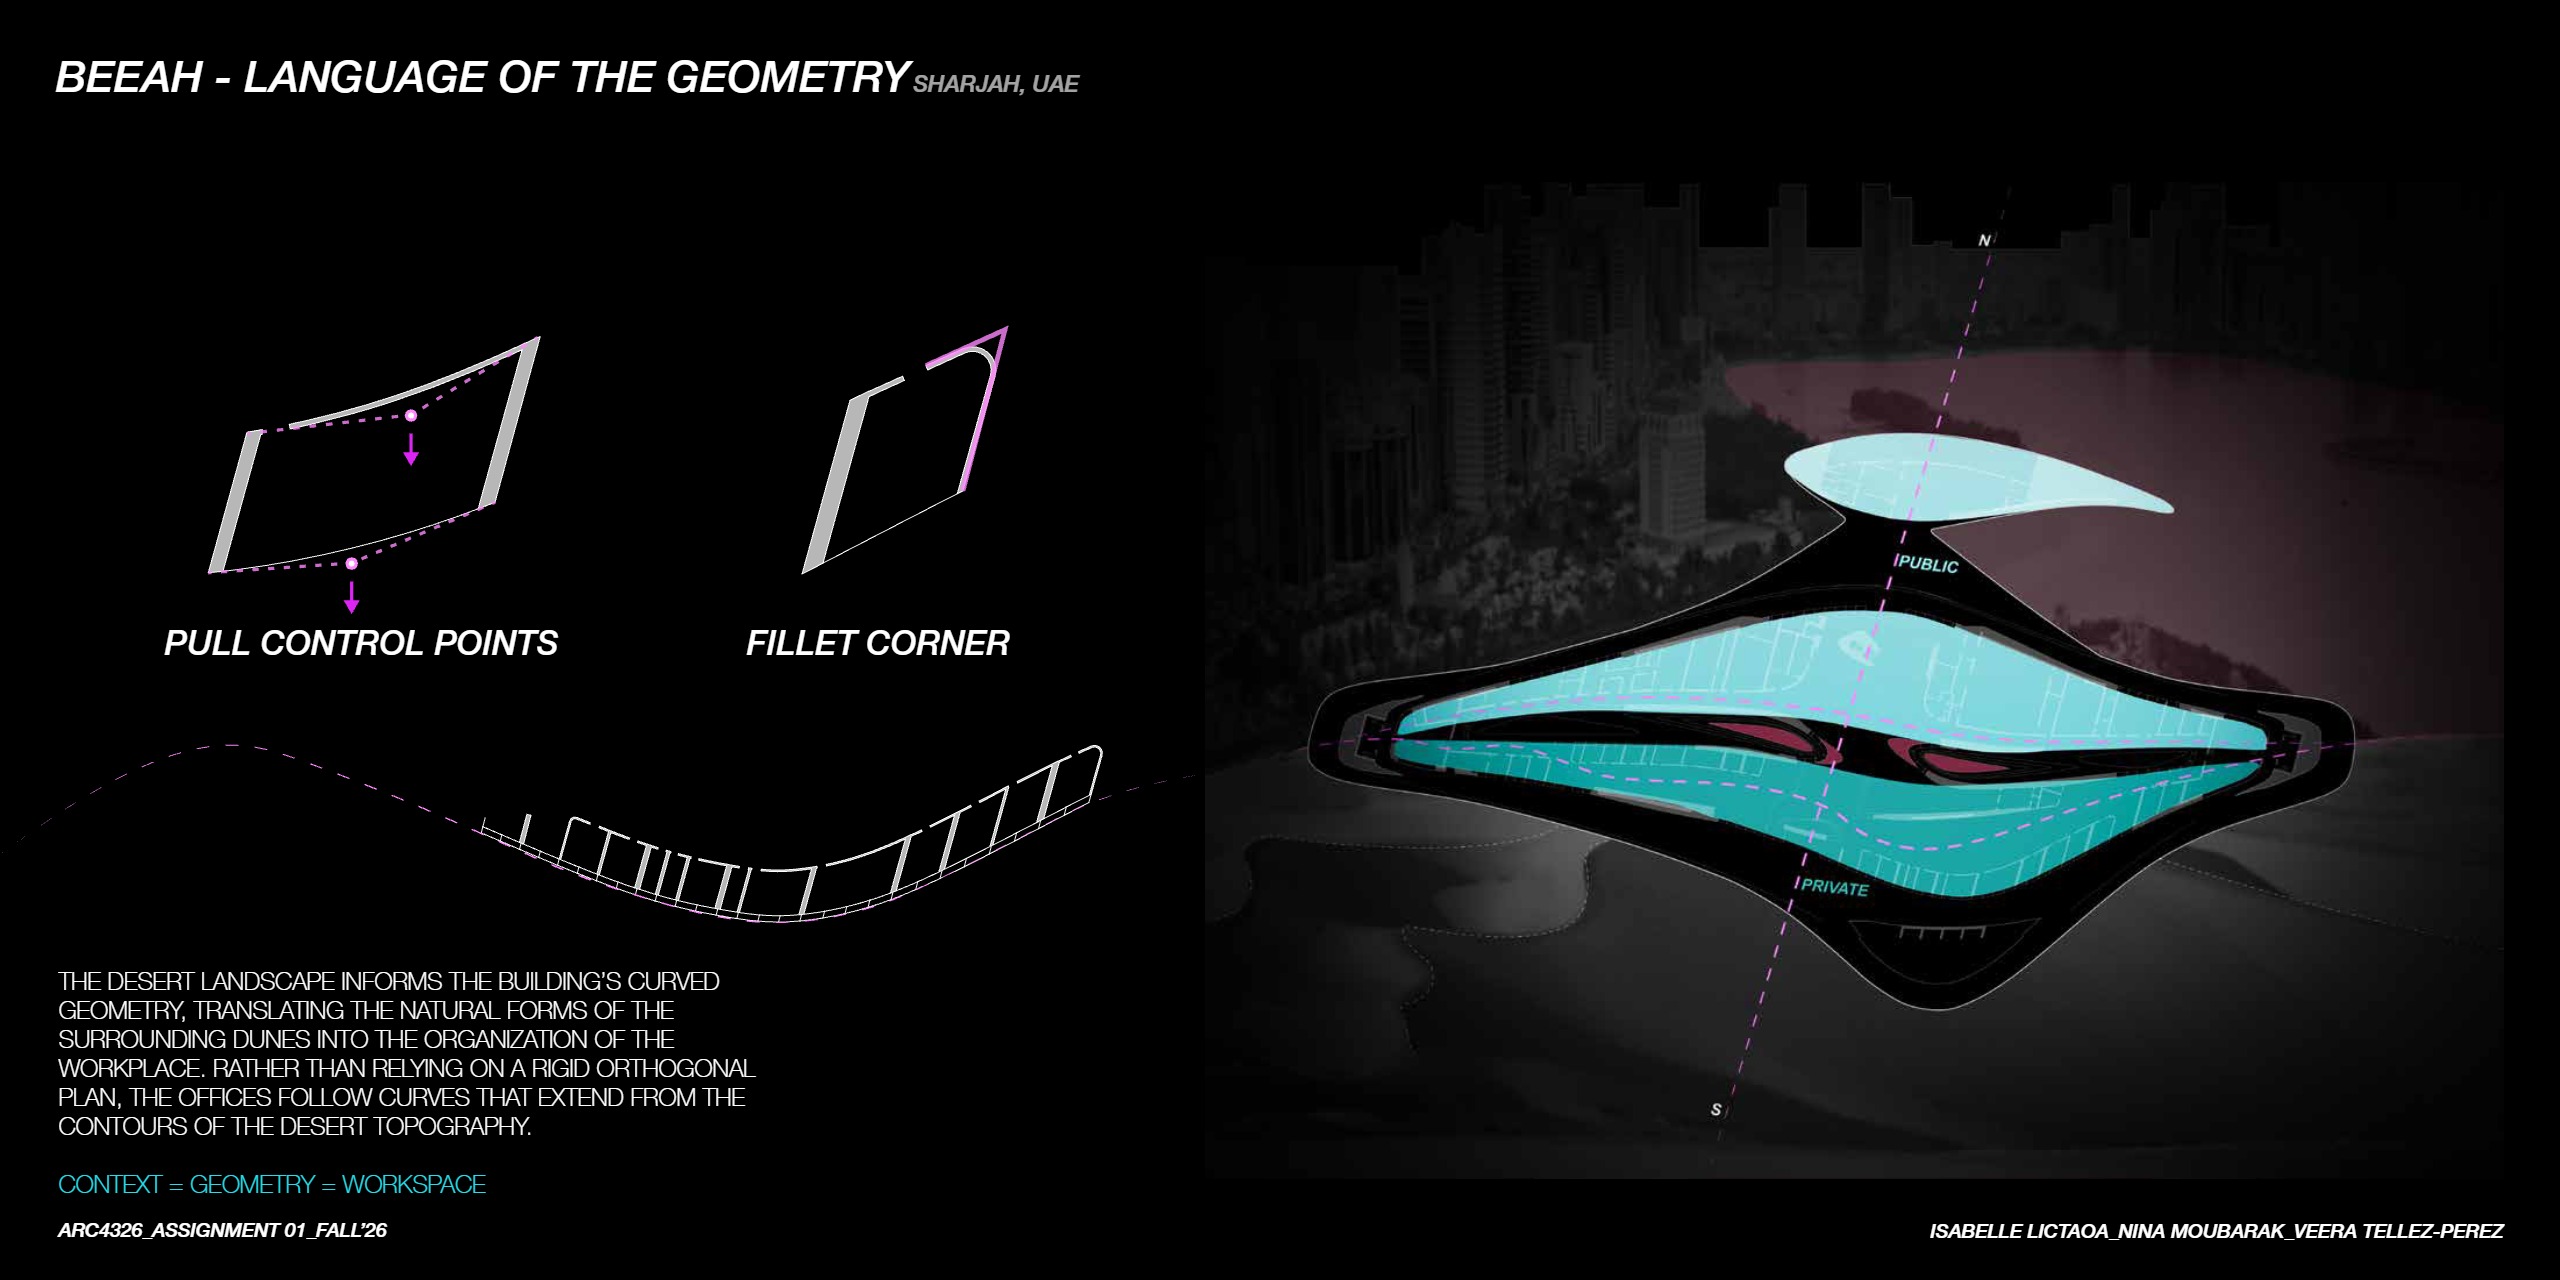 BEEAH - LANGUAGE OF THE GEOMETRY SHARJAH, UAE
PULL CONTROL POINTS
FILLET CORNER
THE DESERT LANDSCAPE INFORMS THE BUILDING'S CURVED
GEOMETRY, TRANSLATING THE NATURAL FORMS OF THE
SURROUNDING DUNES INTO THE ORGANIZATION OF THE
WORKPLACE. RATHER THAN RELYING ON A RIGID ORTHOGONAL
PLAN, THE OFFICES FOLLOW CURVES THAT EXTEND FROM THE
CONTOURS OF THE DESERT TOPOGRAPHY.
CONTEXT = GEOMETRY = WORKSPACE
ARC4326_ASSIGNMENT 01_FALL'26
N
PUBLIC
PRIVATE
S
ISABELLE LICTAOA_NINA MOUBARAK_VEERA TELLEZ-PEREZ